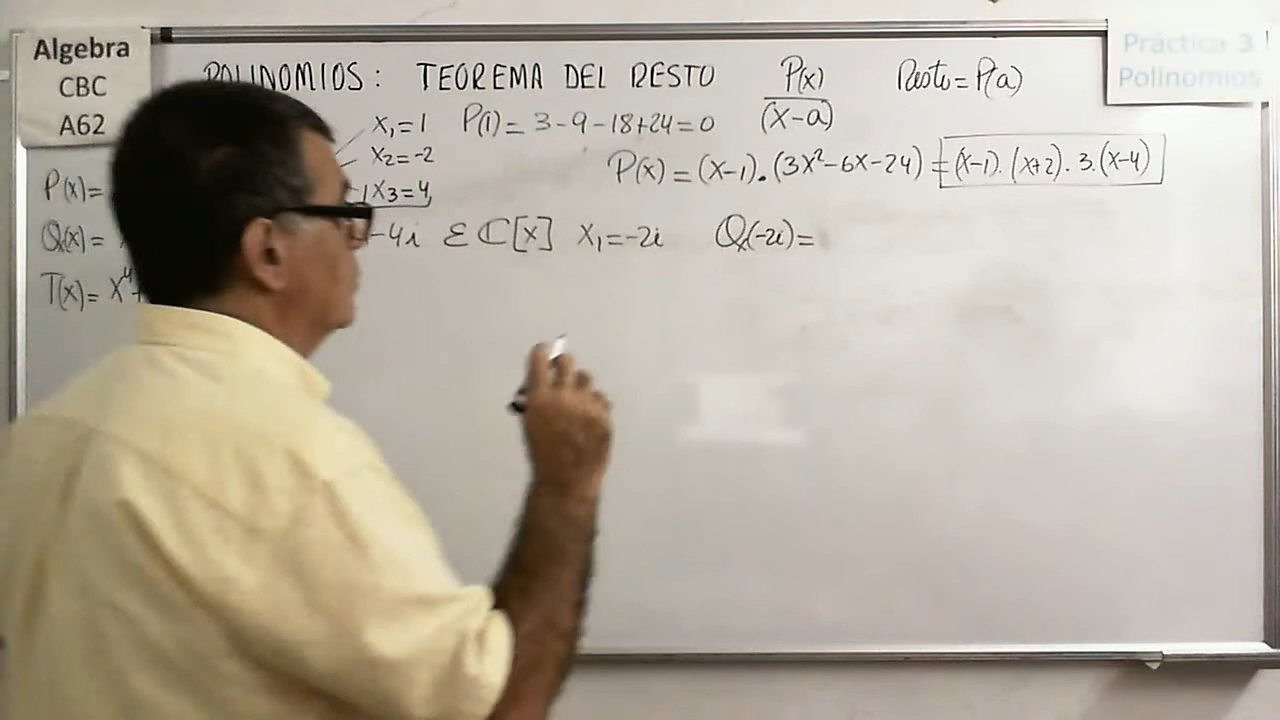 Algebra
CBC
A62
Práctica 3
Polinomios
POLINOMIOS: TEOREMA DEL RESTO P(x)/(x-a) Resto = P(a)
x₁=1 P(1) = 3-9-18+24=0
x₂=-2
x₃=4
P(x) = (x-1).(3x²-6x-24) = (x-1).(x+2).3.(x-4)
P(x)=
Q(x)= -4i ε ℂ[x] x₁=-2i Q(-2i)=
T(x)= x⁴+